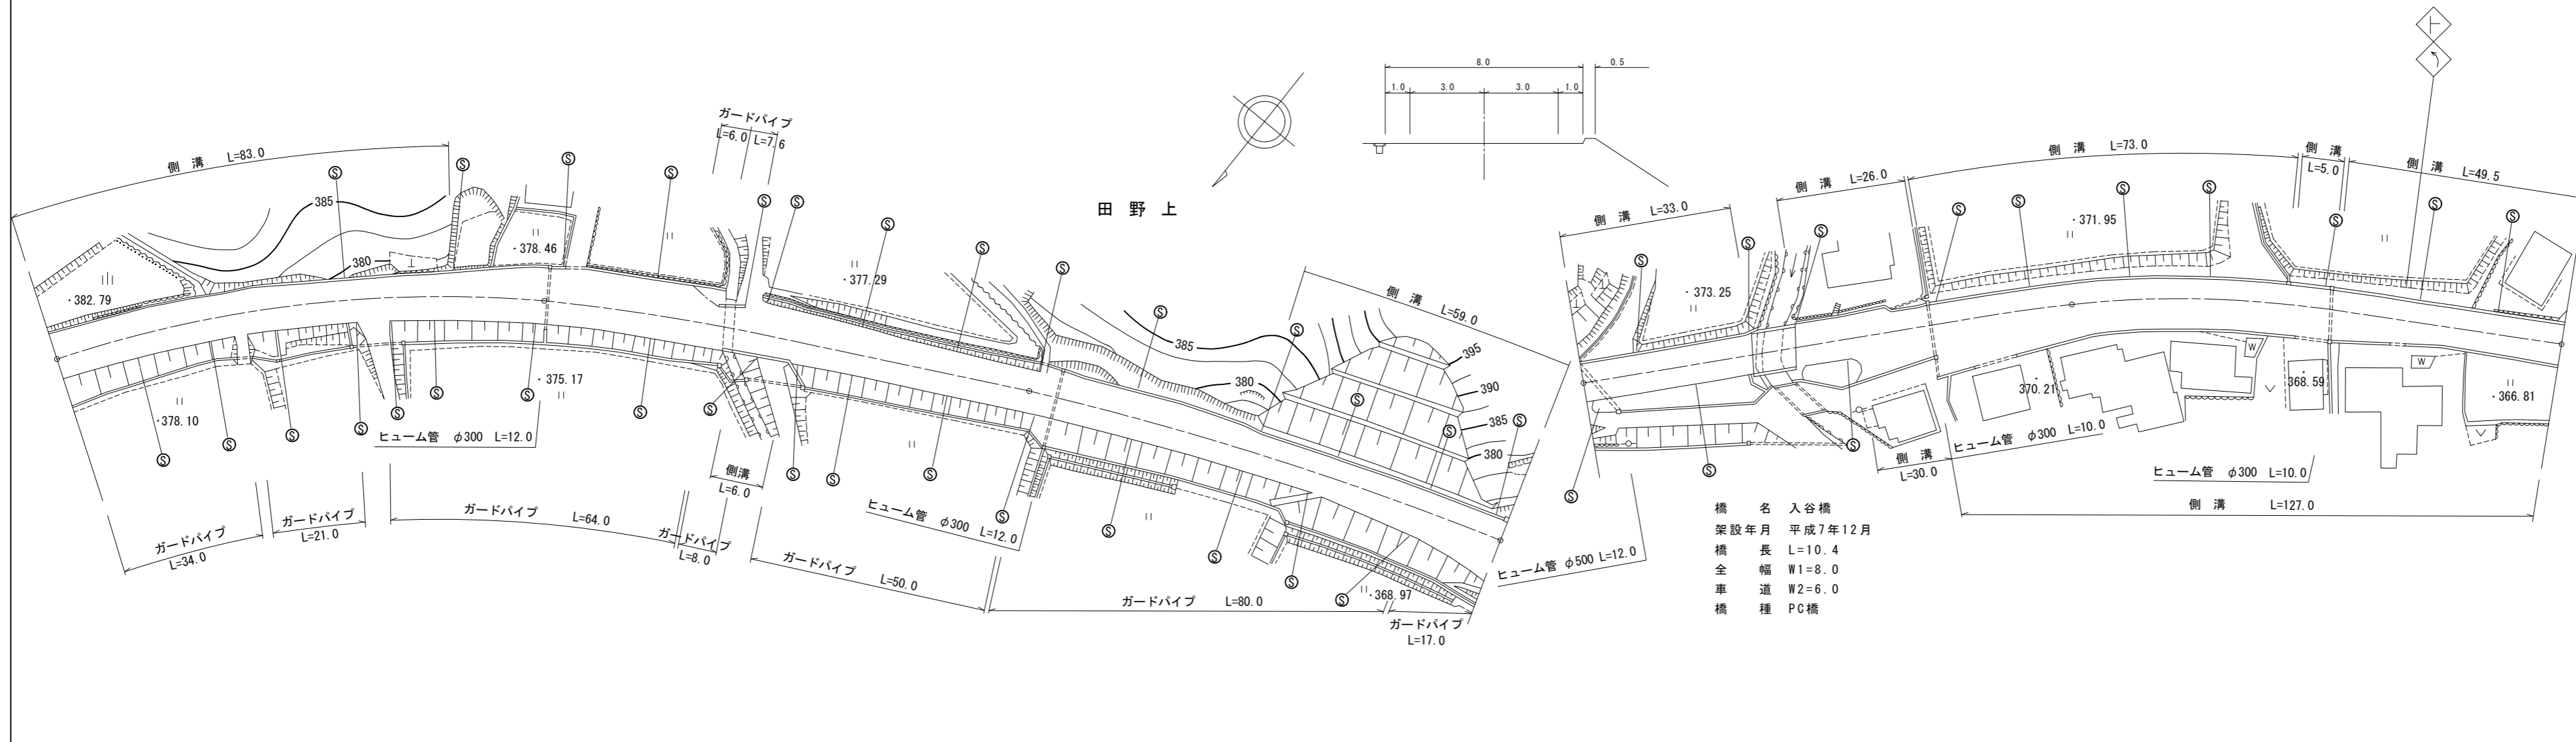 側 溝 L=83.0
385
380
・382.79
・378.46
ガードパイプ
L=6.0 L=7.6
・377.29
・378.10
・375.17
ヒューム管 φ300 L=12.0
ガードパイプ
L=34.0
ガードパイプ
L=21.0
ガードパイプ L=64.0
ガードパイプ
L=8.0
側溝
L=6.0
ガードパイプ L=50.0
ヒューム管 φ300 L=12.0
田 野 上
385
380
側 溝 L=59.0
395
390
385
380
ガードパイプ L=80.0
・368.97
ガードパイプ
L=17.0
8.0 0.5
1.0 3.0 3.0 1.0
ヒューム管 φ500 L=12.0
側 溝 L=33.0
・373.25
側 溝 L=26.0
側 溝 L=73.0
・371.95
側 溝
L=5.0
側 溝 L=49.5
370.21
W
368.59
W
・366.81
ヒューム管 φ300 L=10.0
側 溝
L=30.0
ヒューム管 φ300 L=10.0
側 溝 L=127.0
橋 名 入谷橋
架設年月 平成7年12月
橋 長 L=10.4
全 幅 W1=8.0
車 道 W2=6.0
橋 種 PC橋